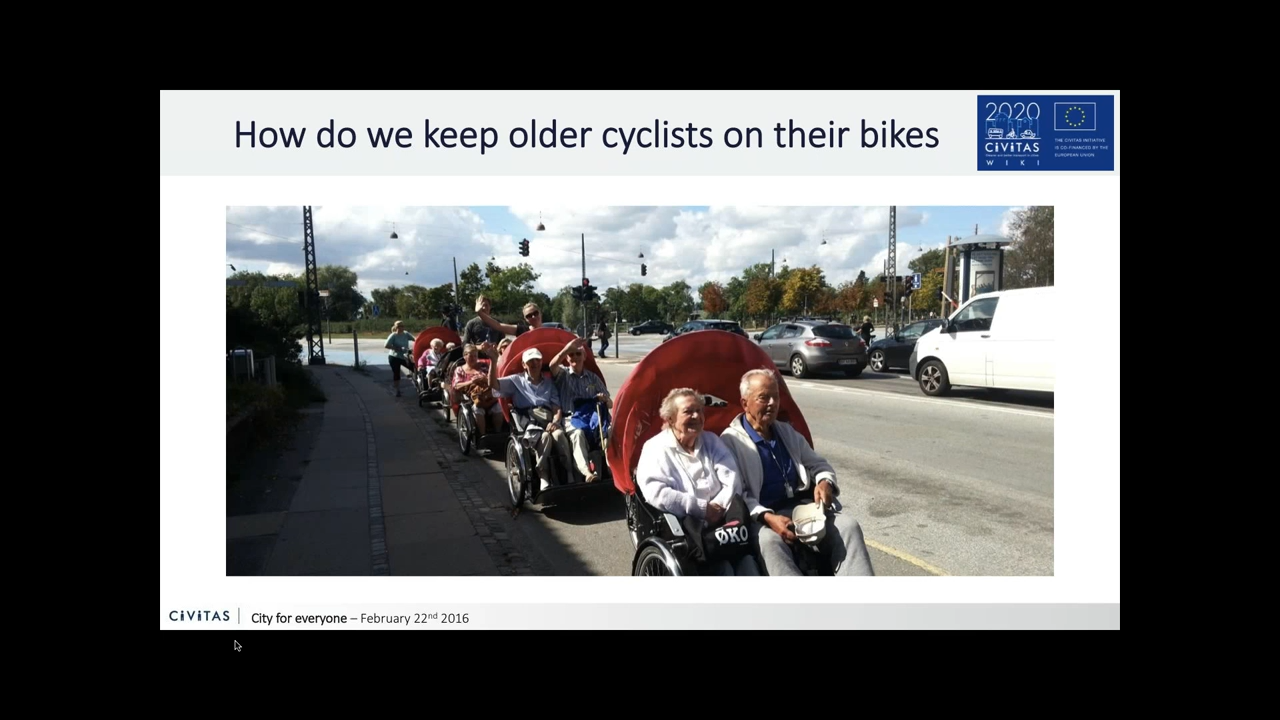 How do we keep older cyclists on their bikes
2020
CiViTAS
WIKI
THE CIVITAS INITIATIVE
IS CO-FINANCED BY THE
EUROPEAN UNION
ØKO
CiViTAS
City for everyone – February 22nd 2016